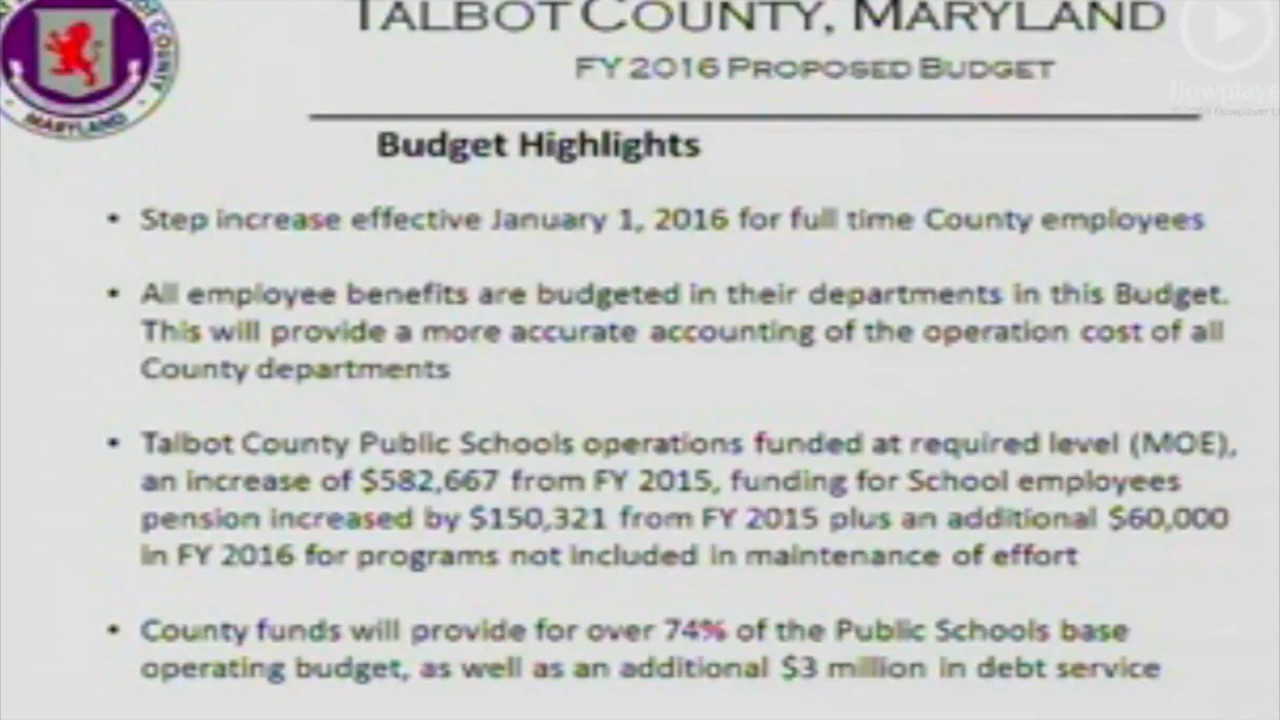 TALBOT COUNTY, MARYLAND
FY 2016 PROPOSED BUDGET
Budget Highlights
• Step increase effective January 1, 2016 for full time County employees
• All employee benefits are budgeted in their departments in this Budget.
This will provide a more accurate accounting of the operation cost of all
County departments
• Talbot County Public Schools operations funded at required level (MOE),
an increase of $582,667 from FY 2015, funding for School employees
pension increased by $150,321 from FY 2015 plus an additional $60,000
in FY 2016 for programs not included in maintenance of effort
• County funds will provide for over 74% of the Public Schools base
operating budget, as well as an additional $3 million in debt service
COUNTY
MARYLAND